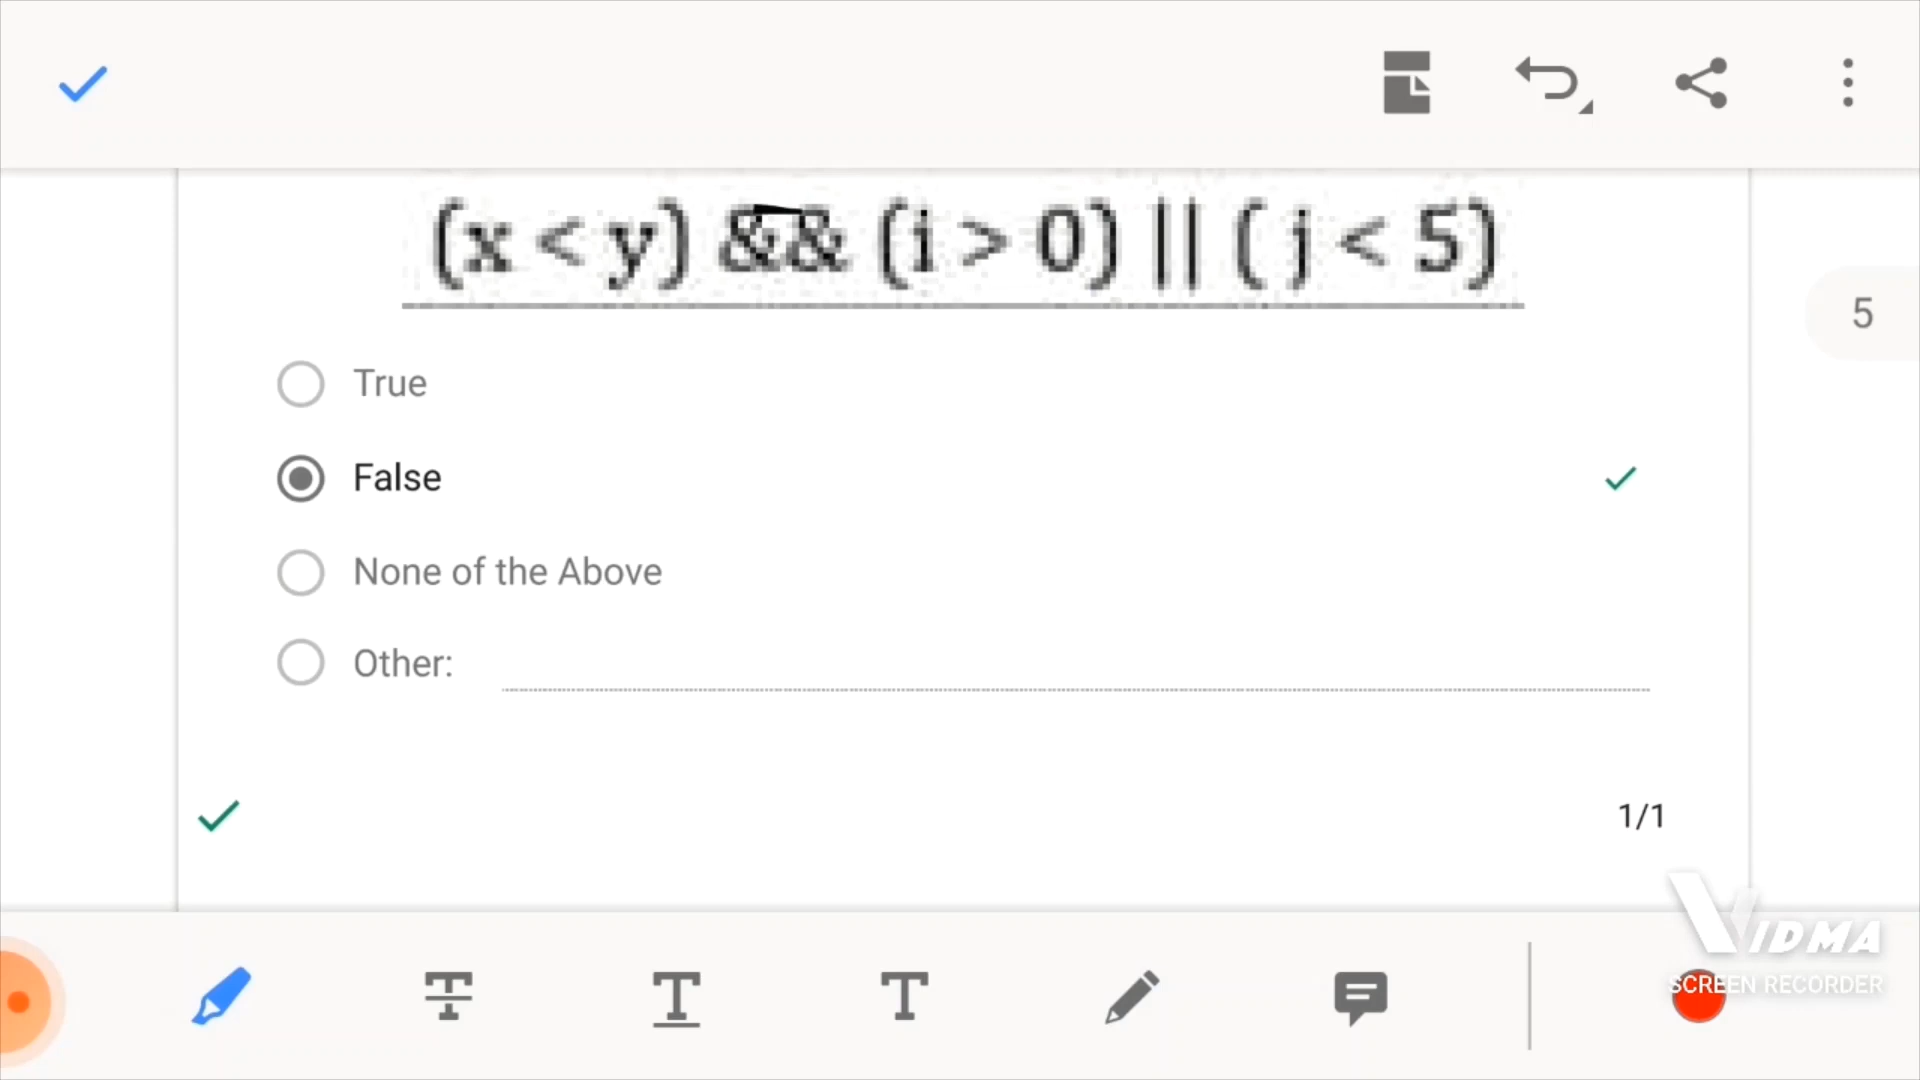 (x < y) && (i > 0) || ( j < 5)
5
True
False
None of the Above
Other:
1/1
VIDMA
SCREEN RECORDER